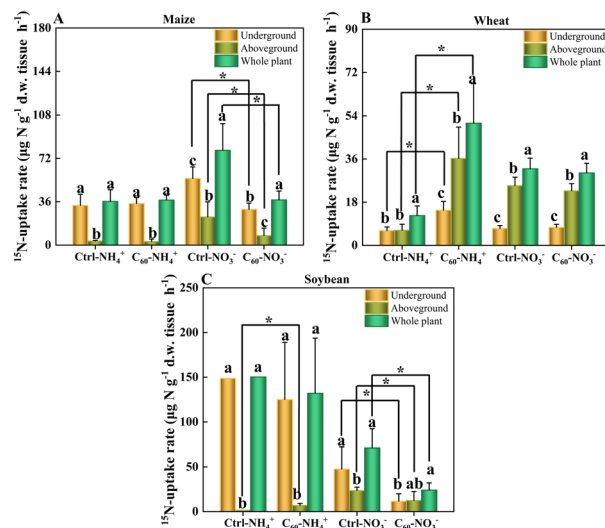 A
Maize
¹⁵N-uptake rate (μg N g⁻¹ d.w. tissue h⁻¹)
180
144
108
72
36
0
Underground
Aboveground
Whole plant
* * *
a b a a b a c b a b c a
Ctrl-NH₄⁺ C₆₀-NH₄⁺ Ctrl-NO₃⁻ C₆₀-NO₃⁻
B
Wheat
¹⁵N-uptake rate (μg N g⁻¹ d.w. tissue h⁻¹)
90
72
54
36
18
0
Underground
Aboveground
Whole plant
* * *
b b a c b a c b a c b a
Ctrl-NH₄⁺ C₆₀-NH₄⁺ Ctrl-NO₃⁻ C₆₀-NO₃⁻
C
Soybean
¹⁵N-uptake rate (μg N g⁻¹ d.w. tissue h⁻¹)
250
200
150
100
50
0
Underground
Aboveground
Whole plant
* * * *
a b a a b a a b a b ab a
Ctrl-NH₄⁺ C₆₀-NH₄⁺ Ctrl-NO₃⁻ C₆₀-NO₃⁻